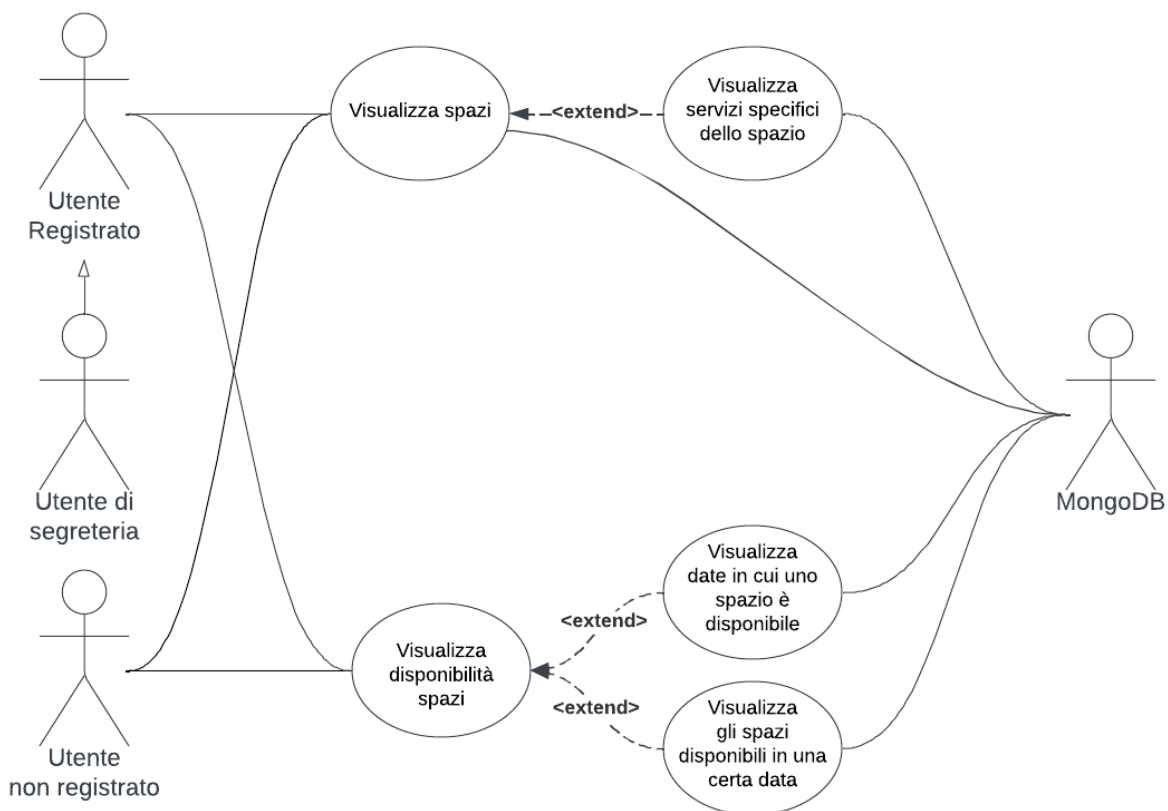 Utente
Registrato
Utente di
segreteria
Utente
non registrato
Visualizza spazi
<extend>
Visualizza
servizi specifici
dello spazio
Visualizza
disponibilità
spazi
<extend>
<extend>
Visualizza
date in cui uno
spazio è
disponibile
Visualizza
gli spazi
disponibili in una
certa data
MongoDB